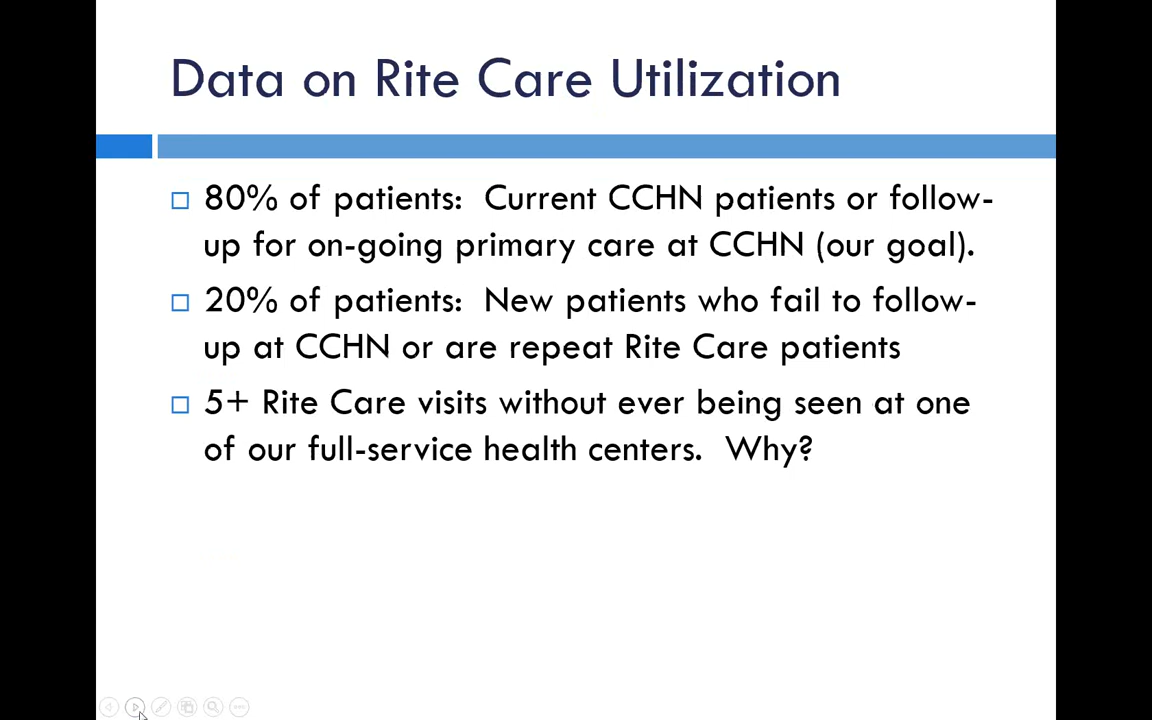 Data on Rite Care Utilization
80% of patients:  Current CCHN patients or follow-
up for on-going primary care at CCHN (our goal).
20% of patients:  New patients who fail to follow-
up at CCHN or are repeat Rite Care patients
5+ Rite Care visits without ever being seen at one
of our full-service health centers.  Why?